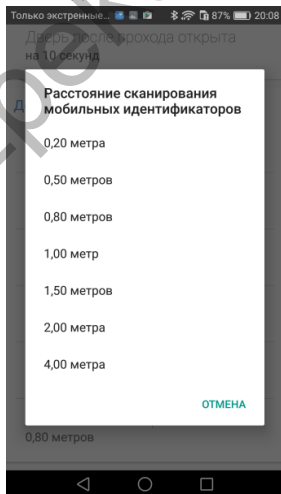 Только экстренные... 87% 20:08
Дверь после прохода открыта
на 10 секунд
Расстояние сканирования
мобильных идентификаторов
0,20 метра
0,50 метров
0,80 метров
1,00 метр
1,50 метров
2,00 метра
4,00 метра
ОТМЕНА
0,80 метров